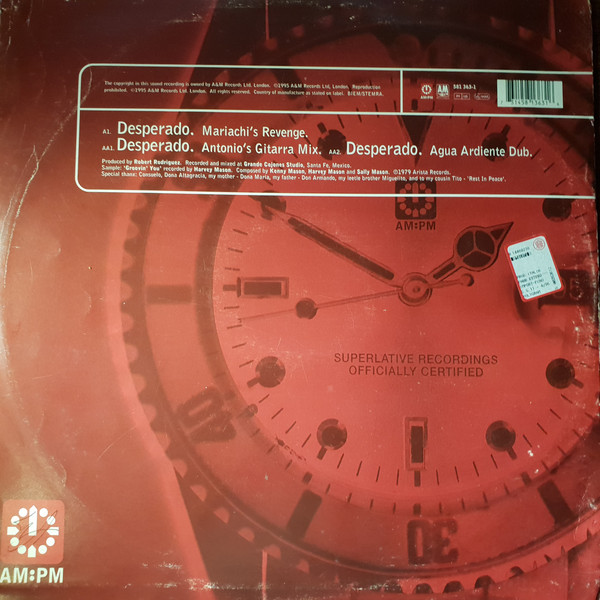 The copyright in this sound recording is owned by A&M Records Ltd. London. ©1995 A&M Records Ltd, London. Reproduction
prohibited. ©1995 A&M Records Ltd. London. All rights reserved. Country of manufacture as stated on label. B/EM/STEMRA.
AM:PM
AM
581 363-1
A1. Desperado. Mariachi's Revenge.
AA1. Desperado. Antonio's Gitarra Mix. AA2. Desperado. Agua Ardiente Dub.
Produced by Robert Rodriguez. Recorded and mixed at Grande Cojones Studio, Santa Fe, Mexico.
Sample: 'Groovin' You' recorded by Harvey Mason. Composed by Kenny Mason, Harvey Mason and Sally Mason. ©1979 Arista Records.
Special thanx: Consuelo, Dona Altagracia, my mother - Dona Maria, my father - Don Armando, my leetle brother Miguelito, and to my cousin Tito - 'Rest In Peace'.
AM:PM
SUPERLATIVE RECORDINGS
OFFICIALLY CERTIFIED
40
30
AM:PM